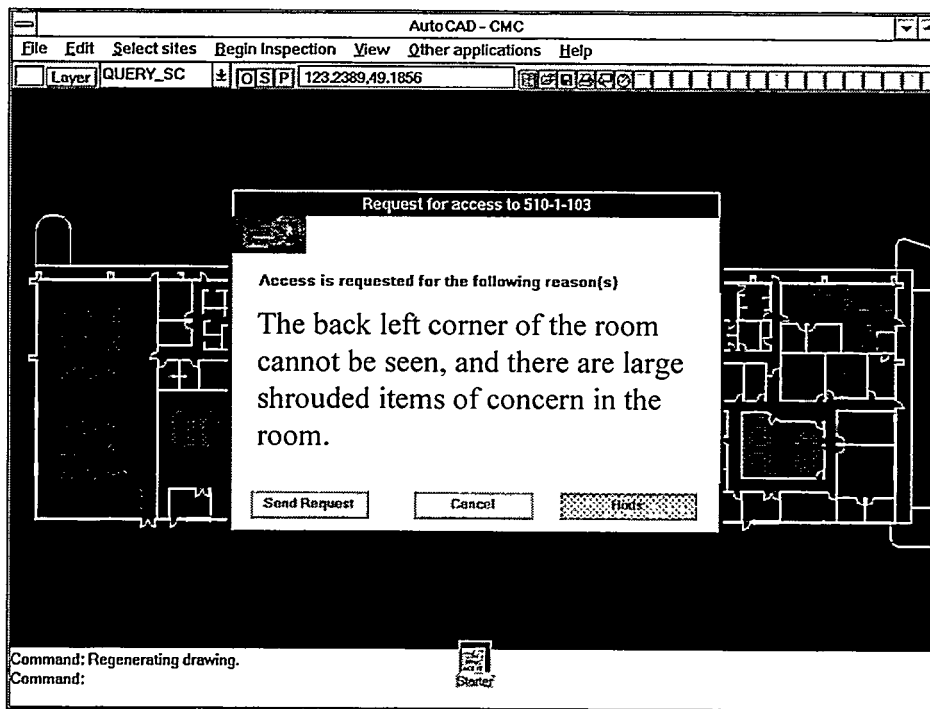 AutoCAD - CMC
File Edit Select sites Begin Inspection View Other applications Help
Layer QUERY_SC O S P 123.2389,49.1856
Request for access to 510-1-103
Access is requested for the following reason(s)
The back left corner of the room
cannot be seen, and there are large
shrouded items of concern in the
room.
Send Request Cancel
Command: Regenerating drawing.
Command:
Starter